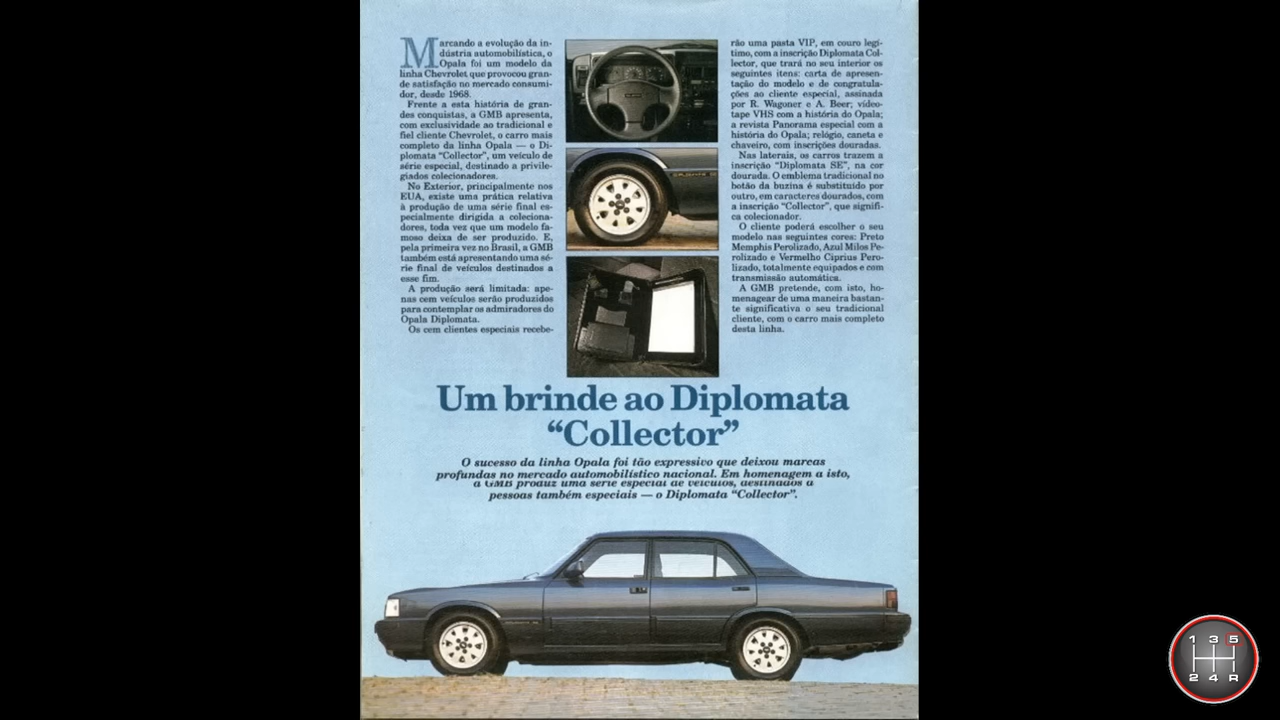 Marcando a evolução da in-
dústria automobilística, o
Opala foi um modelo da
linha Chevrolet que provocou gran-
de satisfação no mercado consumi-
dor, desde 1968.
Frente a esta história de gran-
des conquistas, a GMB apresenta,
com exclusividade ao tradicional e
fiel cliente Chevrolet, o carro mais
completo da linha Opala — o Di-
plomata “Collector”, um veículo de
série especial, destinado a privile-
giados colecionadores.
No Exterior, principalmente nos
EUA, existe uma prática relativa
à produção de uma série final es-
pecialmente dirigida a coleciona-
dores, toda vez que um modelo fa-
moso deixa de ser produzido. E,
pela primeira vez no Brasil, a GMB
também está apresentando uma sé-
rie final de veículos destinados a
esse fim.
A produção será limitada: ape-
nas cem veículos serão produzidos
para contemplar os admiradores do
Opala Diplomata.
Os cem clientes especiais recebe-
rão uma pasta VIP, em couro legí-
timo, com a inscrição Diplomata Col-
lector, que trará no seu interior os
seguintes itens: carta de apresen-
tação do modelo e de congratula-
ções ao cliente especial, assinada
por R. Wagoner e A. Beer; vídeo-
tape VHS com a história do Opala;
a revista Panorama especial com a
história do Opala; relógio, caneta e
chaveiro, com inscrições douradas.
Nas laterais, os carros trazem a
inscrição “Diplomata SE”, na cor
dourada. O emblema tradicional no
botão da buzina é substituído por
outro, em caracteres dourados, com
a inscrição “Collector”, que signifi-
ca colecionador.
O cliente poderá escolher o seu
modelo nas seguintes cores: Preto
Memphis Perolizado, Azul Milos Pe-
rolizado e Vermelho Ciprius Pero-
lizado, totalmente equipados e com
transmissão automática.
A GMB pretende, com isto, ho-
menagear de uma maneira bastan-
te significativa o seu tradicional
cliente, com o carro mais completo
desta linha.
DIPLOMATA SE
Um brinde ao Diplomata
“Collector”
O sucesso da linha Opala foi tão expressivo que deixou marcas
profundas no mercado automobilístico nacional. Em homenagem a isto,
a GMB produz uma série especial de veículos, destinados a
pessoas também especiais — o Diplomata “Collector”.
1 3 5
2 4 R